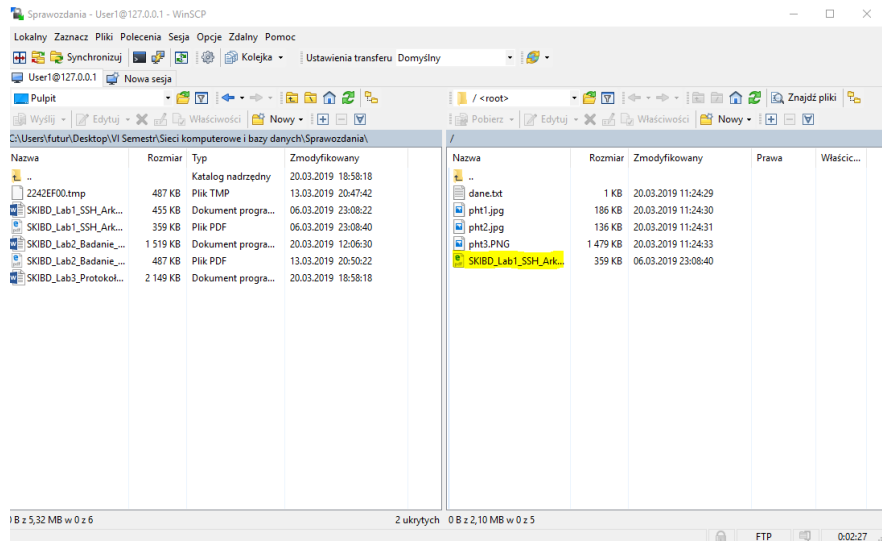 Sprawozdania - User1@127.0.0.1 - WinSCP
Lokalny Zaznacz Pliki Polecenia Sesja Opcje Zdalny Pomoc
Synchronizuj Kolejka Ustawienia transferu Domyślny
User1@127.0.0.1 Nowa sesja
Pulpit
Wyślij Edytuj Właściwości Nowy
C:\Users\futur\Desktop\VI Semestr\Sieci komputerowe i bazy danych\Sprawozdania\
Nazwa Rozmiar Typ Zmodyfikowany
.. Katalog nadrzędny 20.03.2019 18:58:18
2242EF00.tmp 487 KB Plik TMP 13.03.2019 20:47:42
SKIBD_Lab1_SSH_Ark... 455 KB Dokument progra... 06.03.2019 23:08:22
SKIBD_Lab1_SSH_Ark... 359 KB Plik PDF 06.03.2019 23:08:40
SKIBD_Lab2_Badanie_... 1 519 KB Dokument progra... 20.03.2019 12:06:30
SKIBD_Lab2_Badanie_... 487 KB Plik PDF 13.03.2019 20:50:22
SKIBD_Lab3_Protokoł... 2 149 KB Dokument progra... 20.03.2019 18:58:18
/ <root> Znajdź pliki
Pobierz Edytuj Właściwości Nowy
/
Nazwa Rozmiar Zmodyfikowany Prawa Właścic...
..
dane.txt 1 KB 20.03.2019 11:24:29
pht1.jpg 186 KB 20.03.2019 11:24:30
pht2.jpg 136 KB 20.03.2019 11:24:31
pht3.PNG 1 479 KB 20.03.2019 11:24:33
SKIBD_Lab1_SSH_Ark... 359 KB 06.03.2019 23:08:40
0 B z 5,32 MB w 0 z 6 2 ukrytych 0 B z 2,10 MB w 0 z 5
FTP 0:02:27